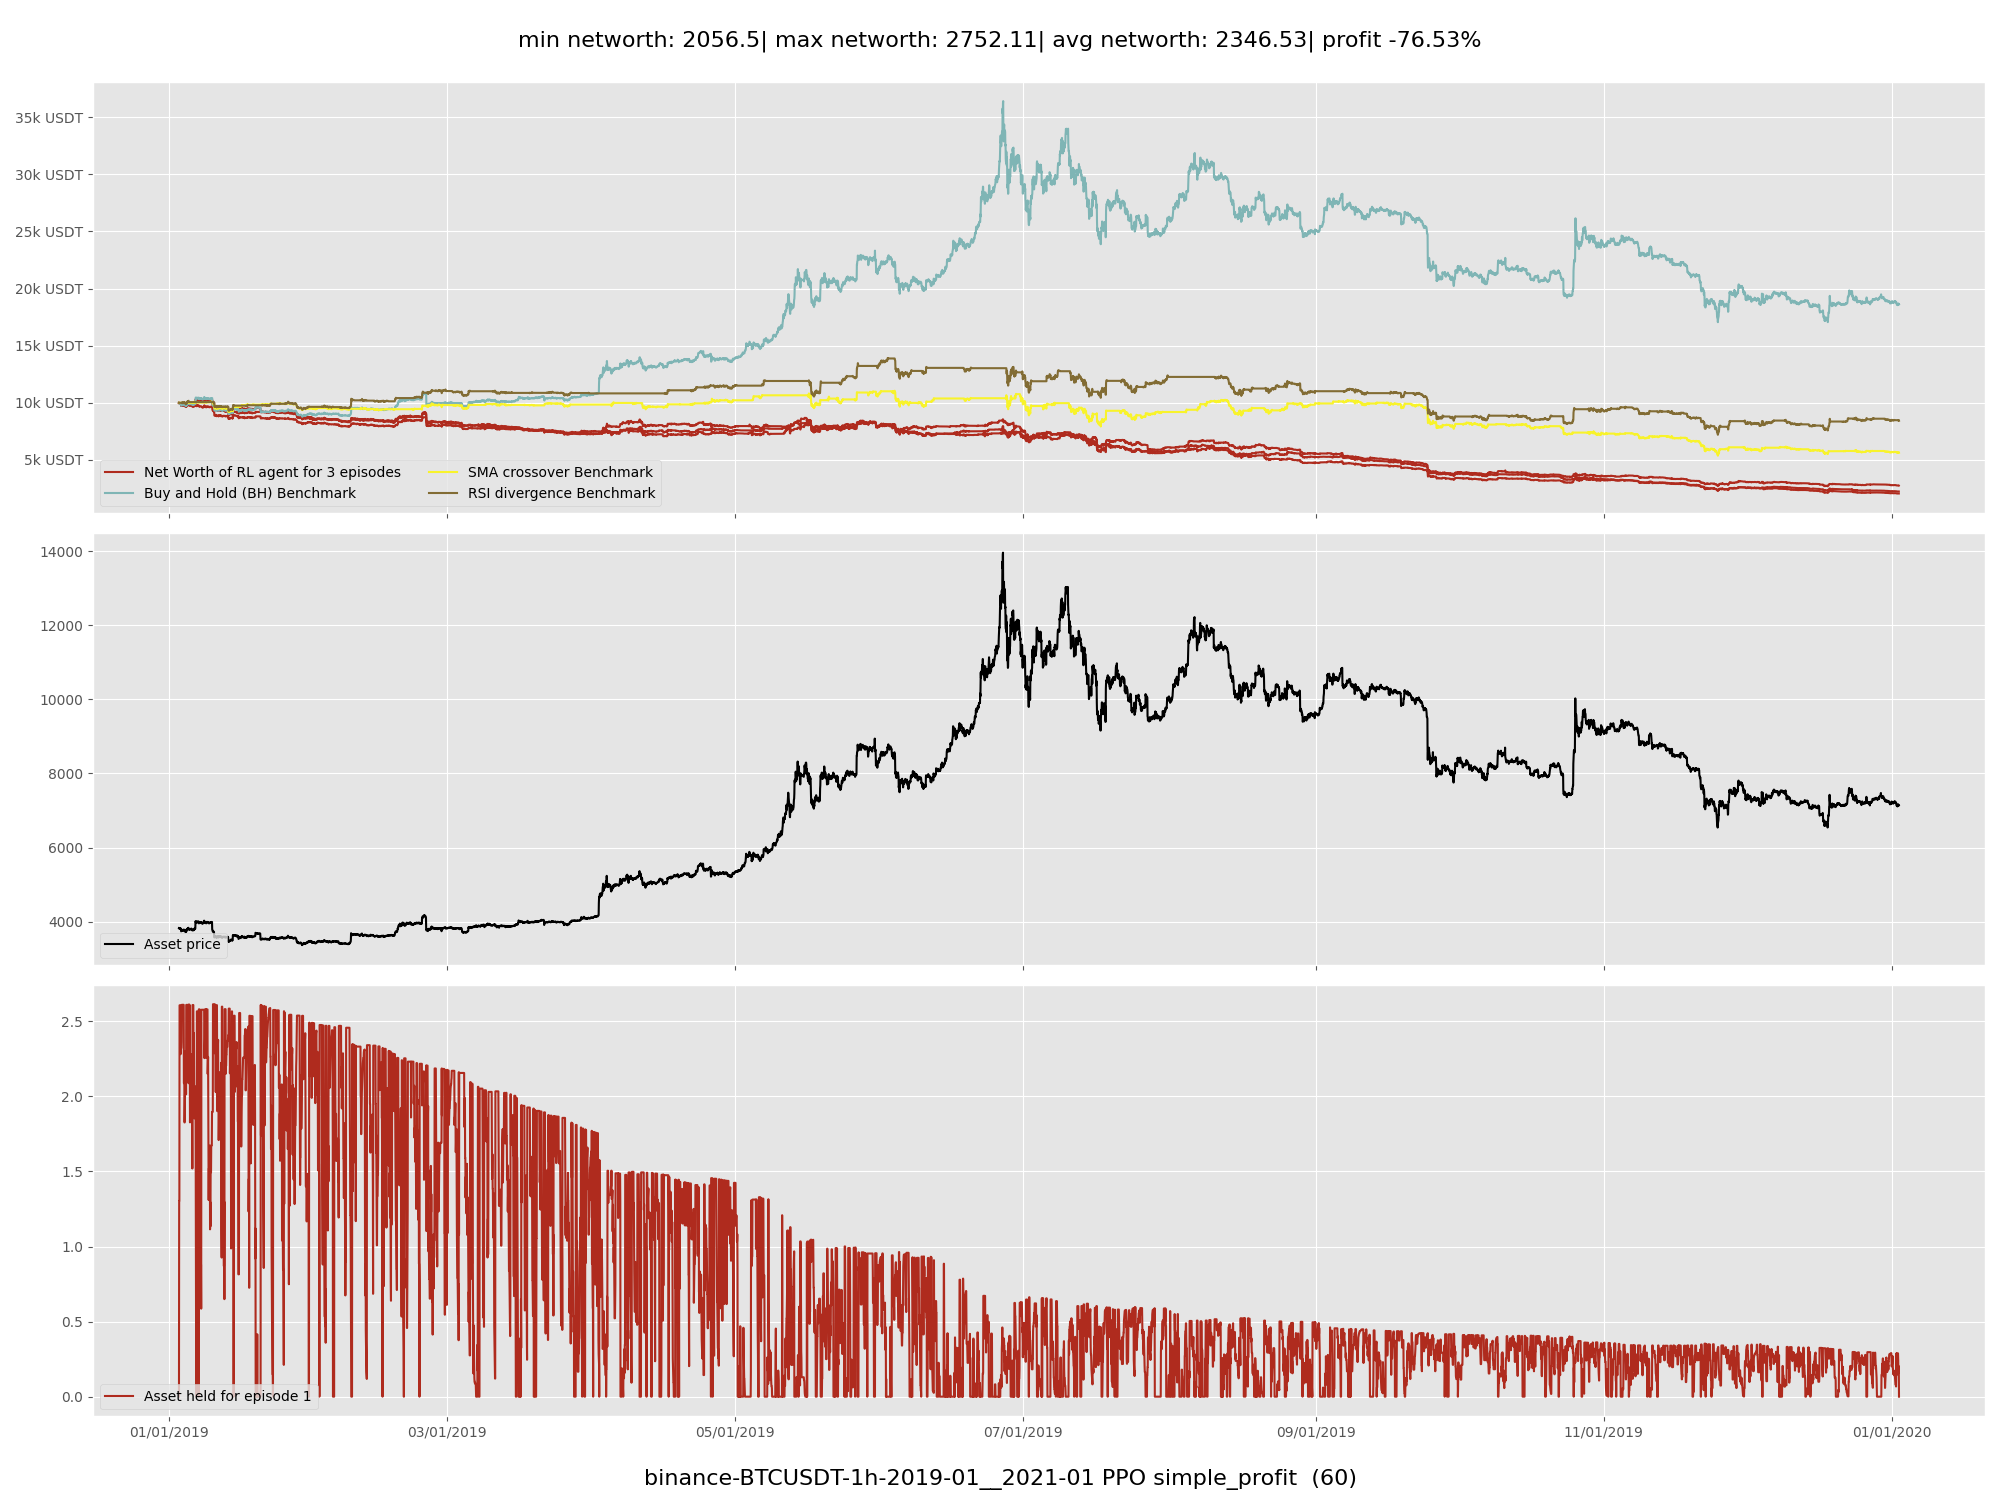 min networth: 2056.5| max networth: 2752.11| avg networth: 2346.53| profit -76.53%
35k USDT
30k USDT
25k USDT
20k USDT
15k USDT
10k USDT
5k USDT
Net Worth of RL agent for 3 episodes
Buy and Hold (BH) Benchmark
SMA crossover Benchmark
RSI divergence Benchmark
14000
12000
10000
8000
6000
4000
Asset price
2.5
2.0
1.5
1.0
0.5
0.0
Asset held for episode 1
01/01/2019 03/01/2019 05/01/2019 07/01/2019 09/01/2019 11/01/2019 01/01/2020
binance-BTCUSDT-1h-2019-01__2021-01 PPO simple_profit (60)